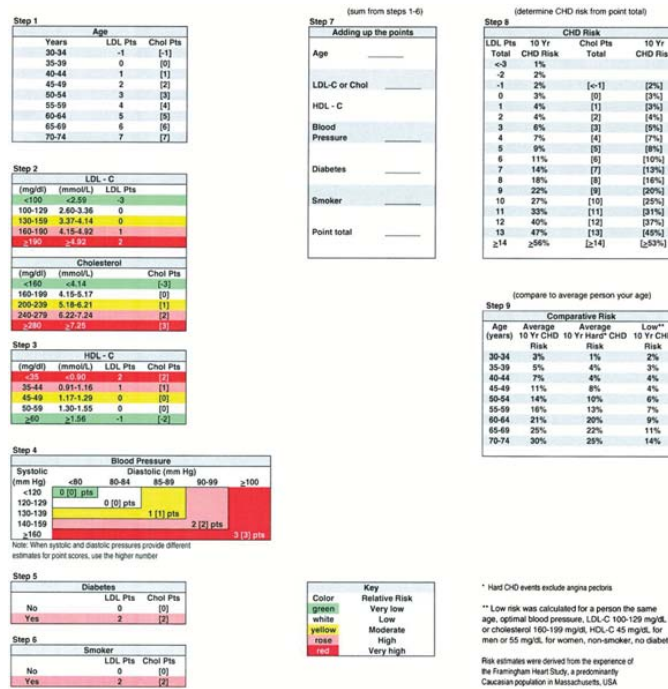 Step 1
Age
Years LDL Pts Chol Pts
30-34 -1 [-1]
35-39 0 [0]
40-44 1 [1]
45-49 2 [2]
50-54 3 [3]
55-59 4 [4]
60-64 5 [5]
65-69 6 [6]
70-74 7 [7]
Step 2
LDL - C
(mg/dl) (mmol/L) LDL Pts
<100 <2.59 -3
100-129 2.60-3.36 0
130-159 3.37-4.14 0
160-190 4.15-4.92 1
≥190 ≥4.92 2
Cholesterol
(mg/dl) (mmol/L) Chol Pts
<160 <4.14 [-3]
160-199 4.15-5.17 [0]
200-239 5.18-6.21 [1]
240-279 6.22-7.24 [2]
≥280 ≥7.25 [3]
Step 3
HDL - C
(mg/dl) (mmol/L) LDL Pts Chol Pts
<35 <0.90 2 [2]
35-44 0.91-1.16 1 [1]
45-49 1.17-1.29 0 [0]
50-59 1.30-1.55 0 [0]
≥60 ≥1.56 -1 [-2]
Step 4
Blood Pressure
Systolic Diastolic (mm Hg)
(mm Hg) <80 80-84 85-89 90-99 ≥100
<120 0 [0] pts
120-129 0 [0] pts
130-139 1 [1] pts
140-159 2 [2] pts
≥160 3 [3] pts
Note: When systolic and diastolic pressures provide different
estimates for point scores, use the higher number
Step 5
Diabetes
LDL Pts Chol Pts
No 0 [0]
Yes 2 [2]
Step 6
Smoker
LDL Pts Chol Pts
No 0 [0]
Yes 2 [2]
(sum from steps 1-6)
Step 7
Adding up the points
Age
LDL-C or Chol
HDL - C
Blood
Pressure
Diabetes
Smoker
Point total
Key
Color Relative Risk
green Very low
white Low
yellow Moderate
rose High
red Very high
(determine CHD risk from point total)
Step 8
CHD Risk
LDL Pts 10 Yr Chol Pts 10 Yr
Total CHD Risk Total CHD Ris
<-3 1%
-2 2%
-1 2% [<-1] [2%]
0 3% [0] [3%]
1 4% [1] [3%]
2 4% [2] [4%]
3 6% [3] [5%]
4 7% [4] [7%]
5 9% [5] [8%]
6 11% [6] [10%]
7 14% [7] [13%]
8 18% [8] [16%]
9 22% [9] [20%]
10 27% [10] [25%]
11 33% [11] [31%]
12 40% [12] [37%]
13 47% [13] [45%]
≥14 ≥56% [≥14] [≥53%]
(compare to average person your age)
Step 9
Comparative Risk
Age Average Average Low**
(years) 10 Yr CHD 10 Yr Hard* CHD 10 Yr CH
Risk Risk Risk
30-34 3% 1% 2%
35-39 5% 4% 3%
40-44 7% 4% 4%
45-49 11% 8% 4%
50-54 14% 10% 6%
55-59 16% 13% 7%
60-64 21% 20% 9%
65-69 25% 22% 11%
70-74 30% 25% 14%
* Hard CHD events exclude angina pectoris
** Low risk was calculated for a person the same
age, optimal blood pressure, LDL-C 100-129 mg/dL
or cholesterol 160-199 mg/dl, HDL-C 45 mg/dL for
men or 55 mg/dL for women, non-smoker, no diabet
Risk estimates were derived from the experience of
the Framingham Heart Study, a predominantly
Caucasian population in Massachusetts, USA